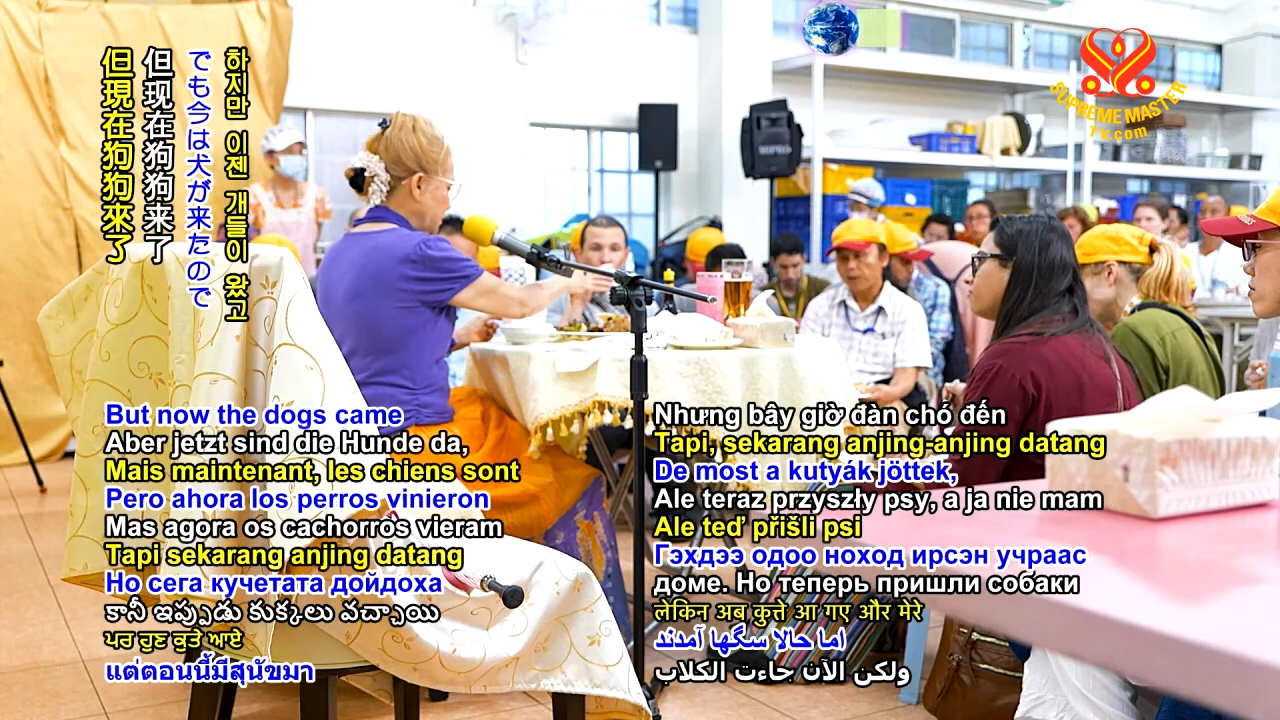 하지만 이젠 개들이 왔고
でも今は犬が来たので
但现在狗狗来了
但現在狗狗來了
SUPREME MASTER
TV.com
But now the dogs came
Aber jetzt sind die Hunde da,
Mais maintenant, les chiens sont
Pero ahora los perros vinieron
Mas agora os cachorros vieram
Tapi sekarang anjing datang
Но сега кучетата дойдоха
కానీ ఇప్పుడు కుక్కలు వచ్చాయి
ਪਰ ਹੁਣ ਕੁੱਤੇ ਆਏ
แต่ตอนนี้มีสุนัขมา
Nhưng bây giờ đàn chó đến
Tapi, sekarang anjing-anjing datang
De most a kutyák jöttek,
Ale teraz przyszły psy, a ja nie mam
Ale teď přišli psi
Гэхдээ одоо ноход ирсэн учраас
доме. Но теперь пришли собаки
लेकिन अब कुत्ते आ गए और मेरे
اما حالا سگها آمدند
ولكن الآن جاءت الكلاب